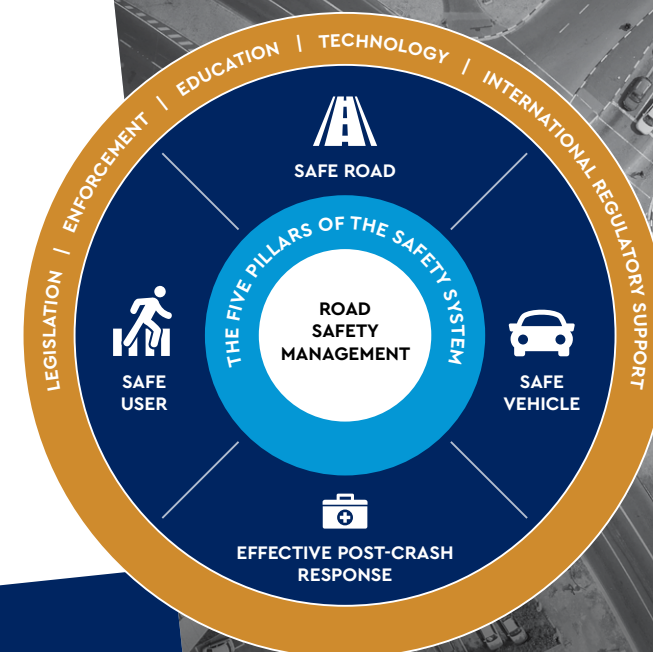 LEGISLATION | ENFORCEMENT | EDUCATION | TECHNOLOGY | INTERNATIONAL REGULATORY SUPPORT
SAFE ROAD
THE FIVE PILLARS OF THE SAFETY SYSTEM
ROAD
SAFETY
MANAGEMENT
SAFE
USER
SAFE
VEHICLE
EFFECTIVE POST-CRASH
RESPONSE